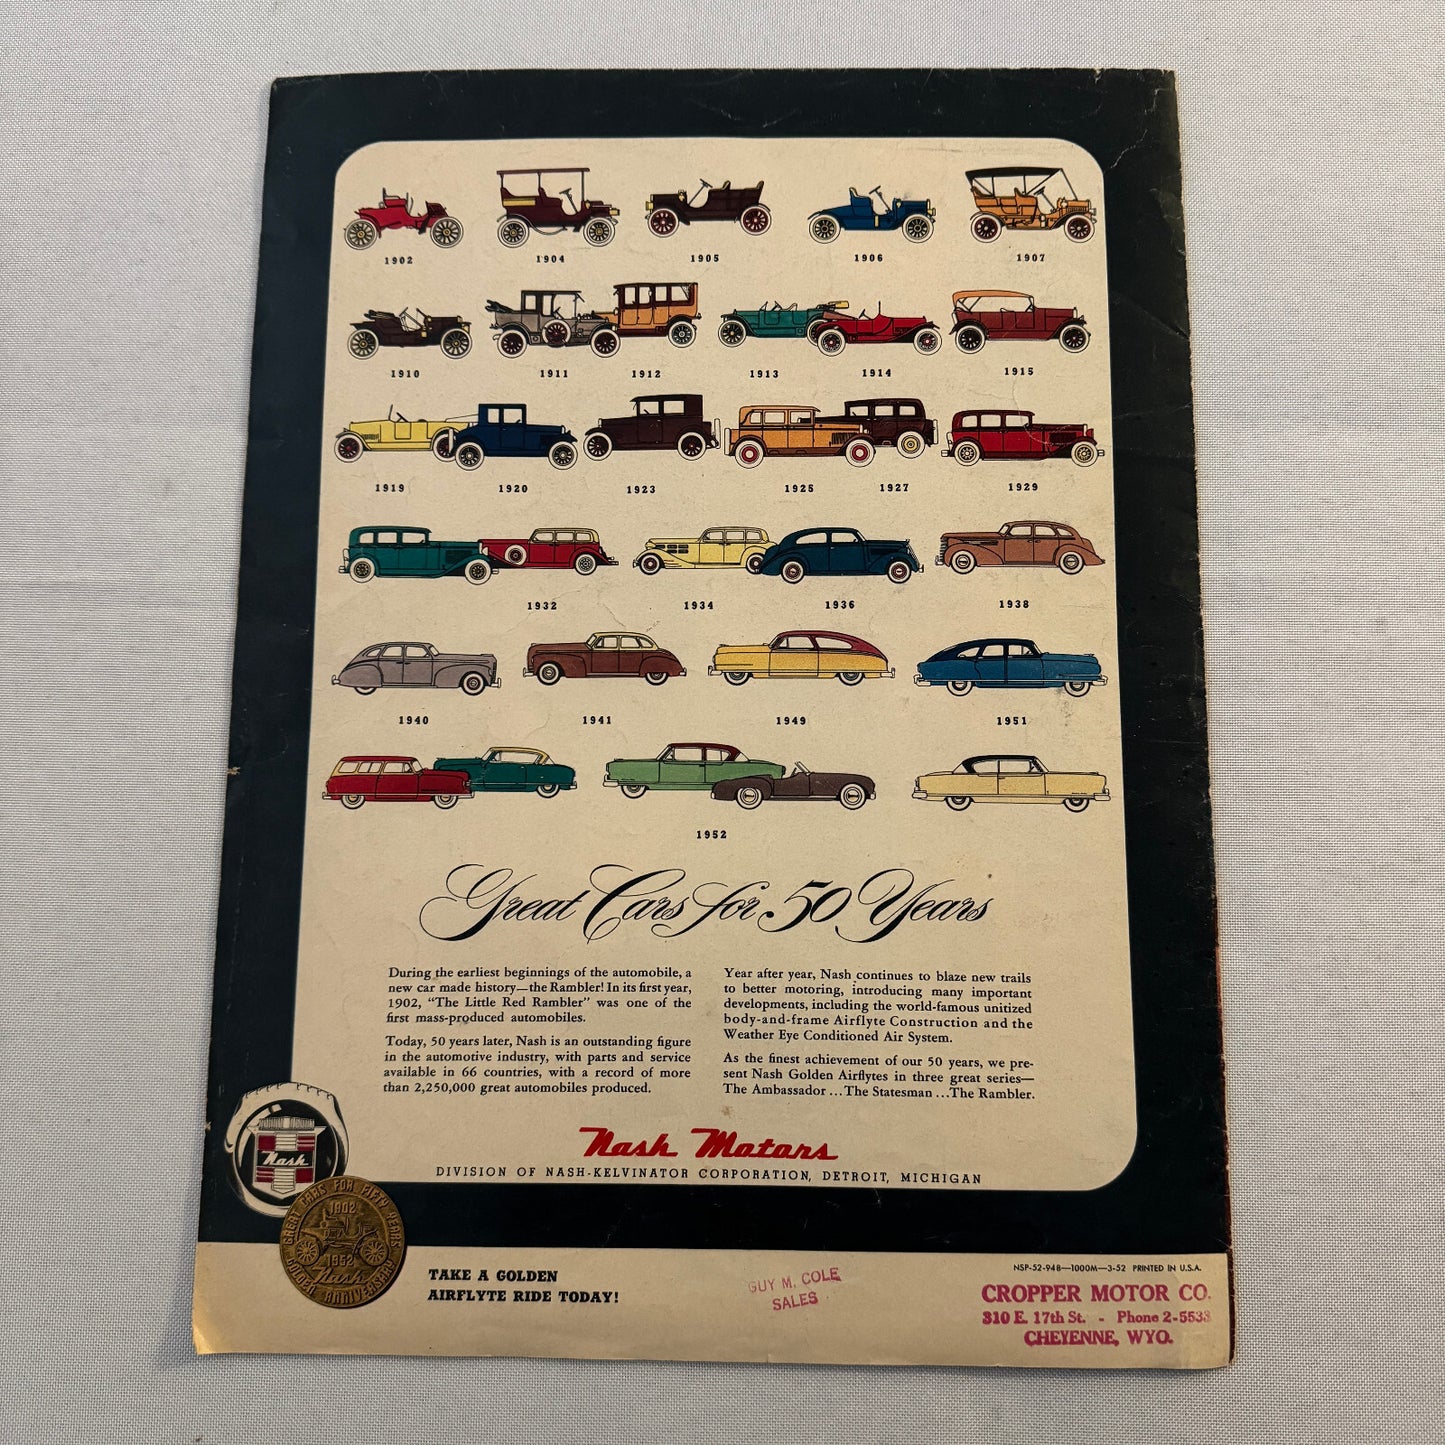 1902 1904 1905 1906 1907
1910 1911 1912 1913 1914 1915
1919 1920 1923 1925 1927 1929
1932 1934 1936 1938
1940 1941 1949 1951
1952
Great Cars for 50 Years
During the earliest beginnings of the automobile, a
new car made history—the Rambler! In its first year,
1902, “The Little Red Rambler” was one of the
first mass-produced automobiles.
Today, 50 years later, Nash is an outstanding figure
in the automotive industry, with parts and service
available in 66 countries, with a record of more
than 2,250,000 great automobiles produced.
Year after year, Nash continues to blaze new trails
to better motoring, introducing many important
developments, including the world-famous unitized
body-and-frame Airflyte Construction and the
Weather Eye Conditioned Air System.
As the finest achievement of our 50 years, we pre-
sent Nash Golden Airflytes in three great series—
The Ambassador ... The Statesman ... The Rambler.
Nash Motors
DIVISION OF NASH-KELVINATOR CORPORATION, DETROIT, MICHIGAN
Nash
GREAT CARS FOR FIFTY YEARS
1902
1952
Nash
GOLDEN ANNIVERSARY
TAKE A GOLDEN
AIRFLYTE RIDE TODAY!
GUY M. COLE
SALES
NSP-52-948—1000M—3-52 PRINTED IN U.S.A.
CROPPER MOTOR CO.
310 E. 17th St. - Phone 2-5533
CHEYENNE, WYO.